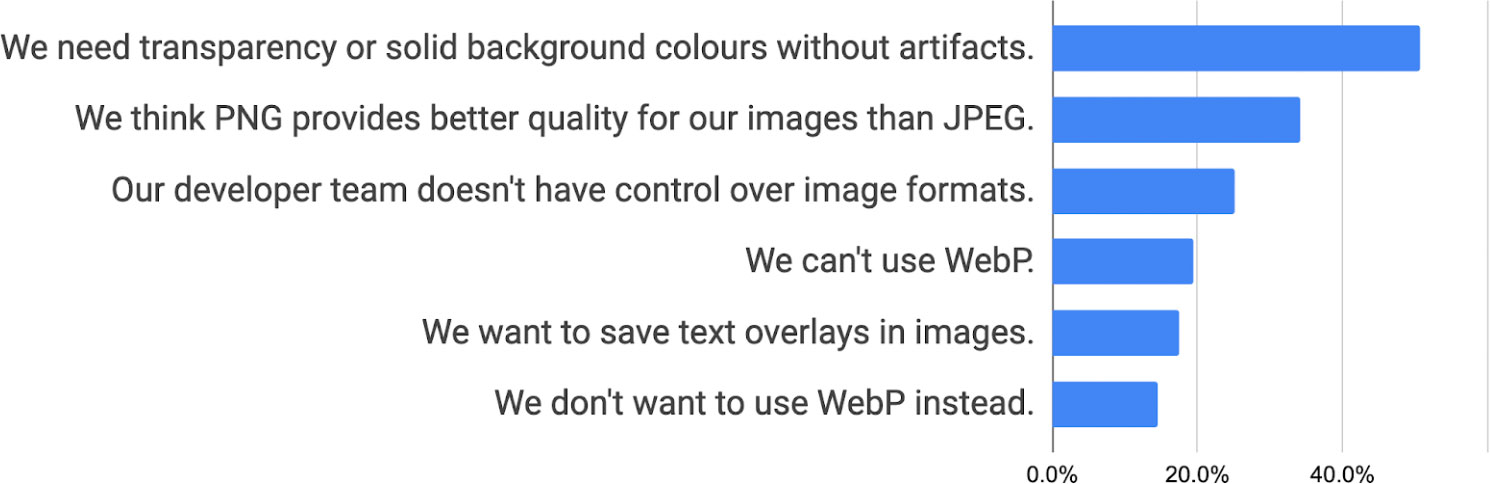 We need transparency or solid background colours without artifacts.
We think PNG provides better quality for our images than JPEG.
Our developer team doesn't have control over image formats.
We can't use WebP.
We want to save text overlays in images.
We don't want to use WebP instead.
0.0% 20.0% 40.0%